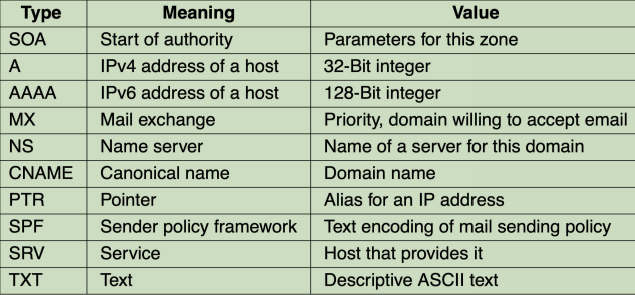 Type Meaning Value
SOA Start of authority Parameters for this zone
A IPv4 address of a host 32-Bit integer
AAAA IPv6 address of a host 128-Bit integer
MX Mail exchange Priority, domain willing to accept email
NS Name server Name of a server for this domain
CNAME Canonical name Domain name
PTR Pointer Alias for an IP address
SPF Sender policy framework Text encoding of mail sending policy
SRV Service Host that provides it
TXT Text Descriptive ASCII text